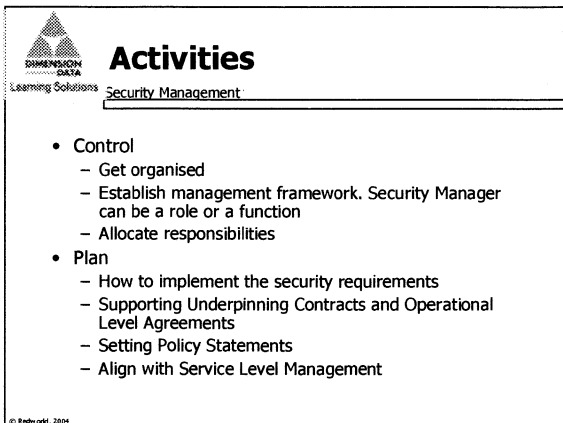 DIMENSION
DATA
Learning Solutions
Activities
Security Management
• Control
– Get organised
– Establish management framework. Security Manager
can be a role or a function
– Allocate responsibilities
• Plan
– How to implement the security requirements
– Supporting Underpinning Contracts and Operational
Level Agreements
– Setting Policy Statements
– Align with Service Level Management
© Redworld, 2004